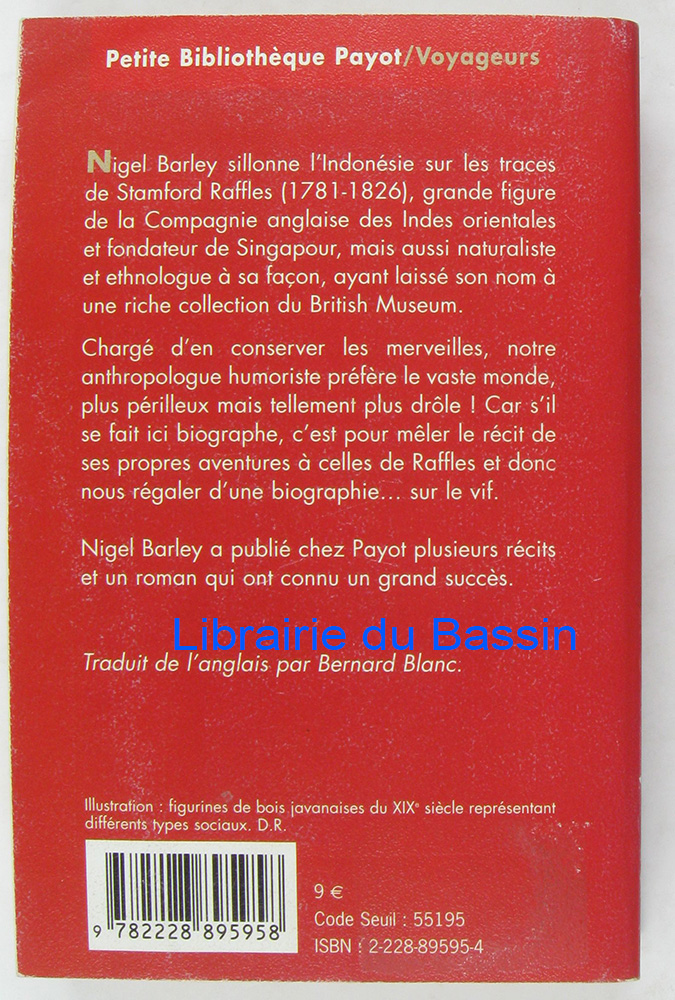 Petite Bibliothèque Payot/Voyageurs
Nigel Barley sillonne l'Indonésie sur les traces
de Stamford Raffles (1781-1826), grande figure
de la Compagnie anglaise des Indes orientales
et fondateur de Singapour, mais aussi naturaliste
et ethnologue à sa façon, ayant laissé son nom à
une riche collection du British Museum.
Chargé d'en conserver les merveilles, notre
anthropologue humoriste préfère le vaste monde,
plus périlleux mais tellement plus drôle ! Car s'il
se fait ici biographe, c'est pour mêler le récit de
ses propres aventures à celles de Raffles et donc
nous régaler d'une biographie... sur le vif.
Nigel Barley a publié chez Payot plusieurs récits
et un roman qui ont connu un grand succès.
Librairie du Bassin
Traduit de l'anglais par Bernard Blanc.
Illustration : figurines de bois javanaises du XIXe siècle représentant
différents types sociaux. D.R.
9 782228 895958
9 €
Code Seuil : 55195
ISBN : 2-228-89595-4